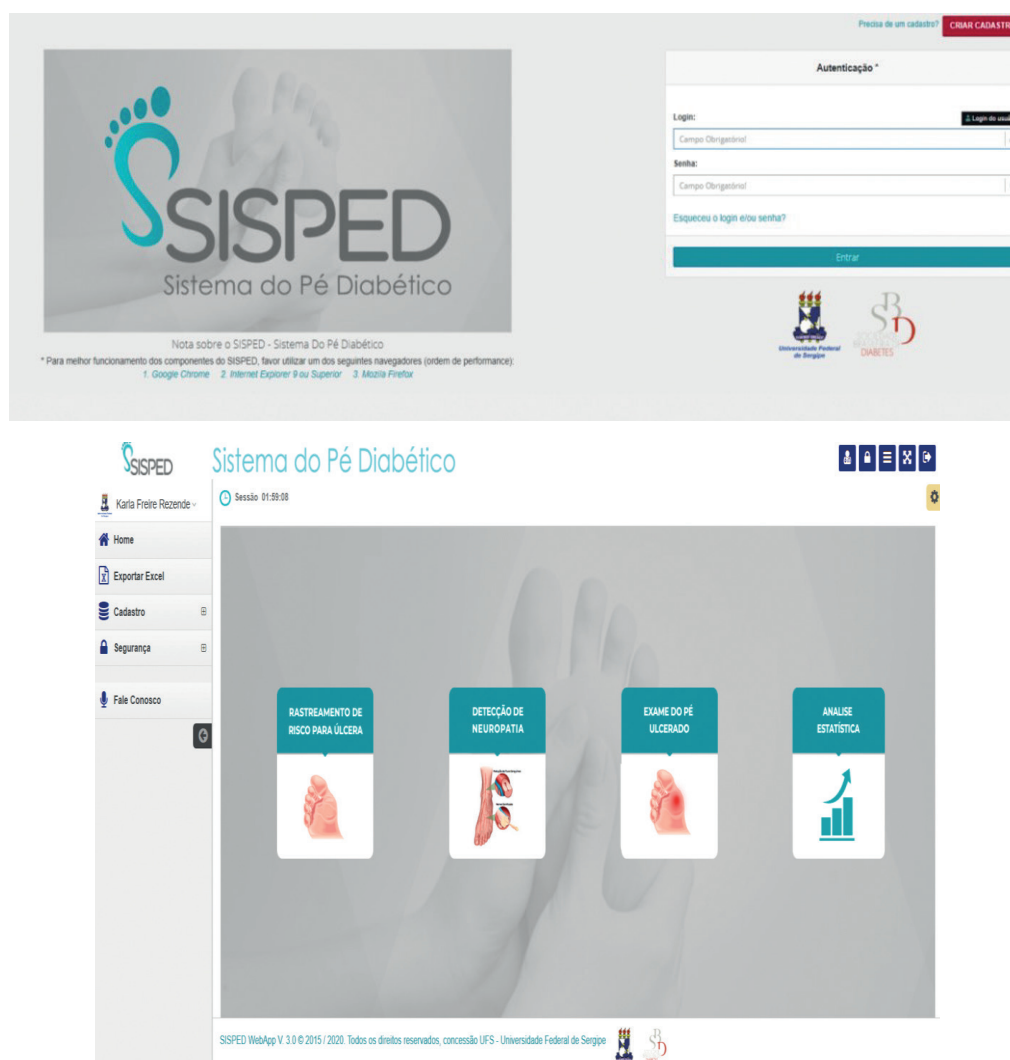 Precisa de um cadastro? CRIAR CADASTR
Autenticação *
Login:
Login do usuá
Campo Obrigatório!
Senha:
Campo Obrigatório!
Esqueceu o login e/ou senha?
Entrar
SISPED
Sistema do Pé Diabético
Nota sobre o SISPED - Sistema Do Pé Diabético
* Para melhor funcionamento dos componentes do SISPED, favor utilizar um dos seguintes navegadores (ordem de performance):
1. Google Chrome 2. Internet Explorer 9 ou Superior 3. Mozila Firefox
Universidade Federal
de Sergipe
SBD
DIABETES
SISPED
Sistema do Pé Diabético
Karla Freire Rezende
Sessão 01:59:08
Home
Exportar Excel
Cadastro
Segurança
Fale Conosco
RASTREAMENTO DE
RISCO PARA ÚLCERA
DETECÇÃO DE
NEUROPATIA
EXAME DO PÉ
ULCERADO
ANALISE
ESTATÍSTICA
SISPED WebApp V. 3.0 © 2015 / 2020. Todos os direitos reservados, concessão UFS - Universidade Federal de Sergipe